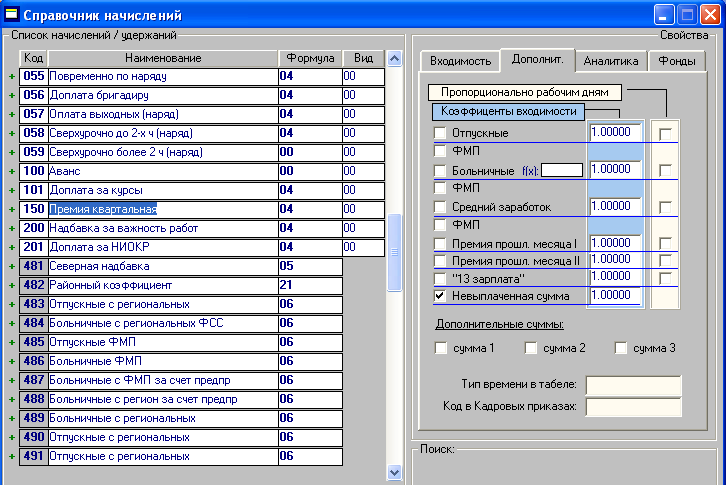 Справочник начислений
Список начислений / удержаний
Код Наименование Формула Вид
+ 055 Повременно по наряду 04 00
+ 056 Доплата бригадиру 04 00
+ 057 Оплата выходных (наряд) 04 00
+ 058 Сверхурочно до 2-х ч (наряд) 04 00
+ 059 Сверхурочно более 2 ч (наряд) 00 00
+ 100 Аванс 00 00
+ 101 Доплата за курсы 04 00
+ 150 Премия квартальная 04 00
+ 200 Надбавка за важность работ 04 00
+ 201 Доплата за НИОКР 04 00
+ 481 Северная надбавка 05
+ 482 Районный коэффициент 21
+ 483 Отпускные с региональных 06
+ 484 Больничные с региональных ФСС 06
+ 485 Отпускные ФМП 06
+ 486 Больничные ФМП 06
+ 487 Больничные с ФМП за счет предпр 06
+ 488 Больничные с регион за счет предпр 06
+ 489 Больничные с региональных 06
+ 490 Отпускные с региональных 06
+ 491 Отпускные с региональных 06
Свойства
Входимость Дополнит. Аналитика Фонды
Пропорционально рабочим дням
Коэффиценты входимости
Отпускные 1.00000
ФМП
Больничные f(x): 1.00000
ФМП
Средний заработок 1.00000
ФМП
Премия прошл. месяца I 1.00000
Премия прошл. месяца II 1.00000
"13 зарплата" 1.00000
Невыплаченная сумма 1.00000
Дополнительные суммы:
сумма 1 сумма 2 сумма 3
Тип времени в табеле:
Код в Кадровых приказах:
Поиск: